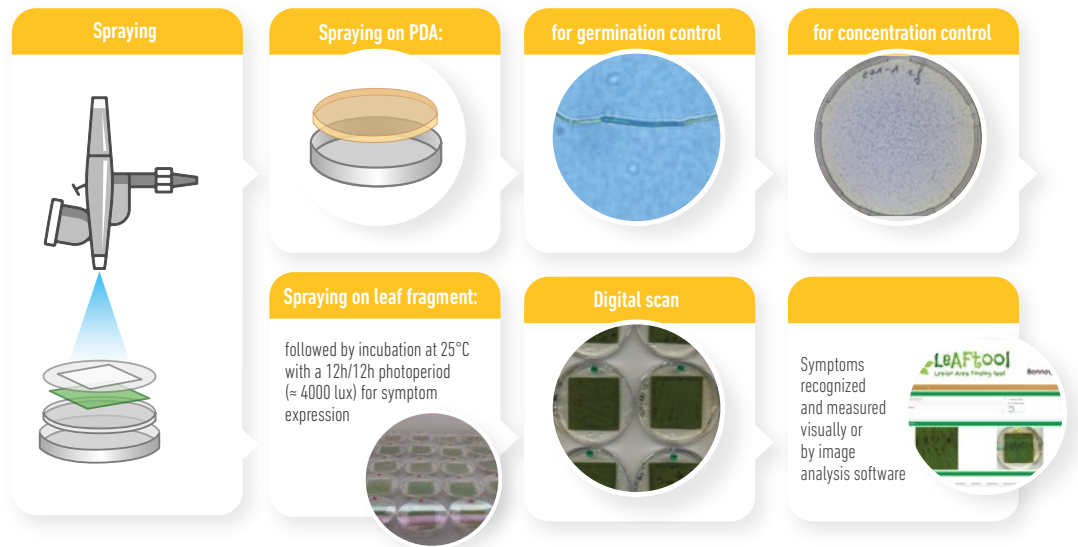 Spraying
Spraying on PDA:
for germination control
for concentration control
Spraying on leaf fragment:
followed by incubation at 25°C
with a 12h/12h photoperiod
(≈ 4000 lux) for symptom
expression
Digital scan
Symptoms
recognized
and measured
visually or
by image
analysis software
LeAFtool
Lesion Area Finding tool